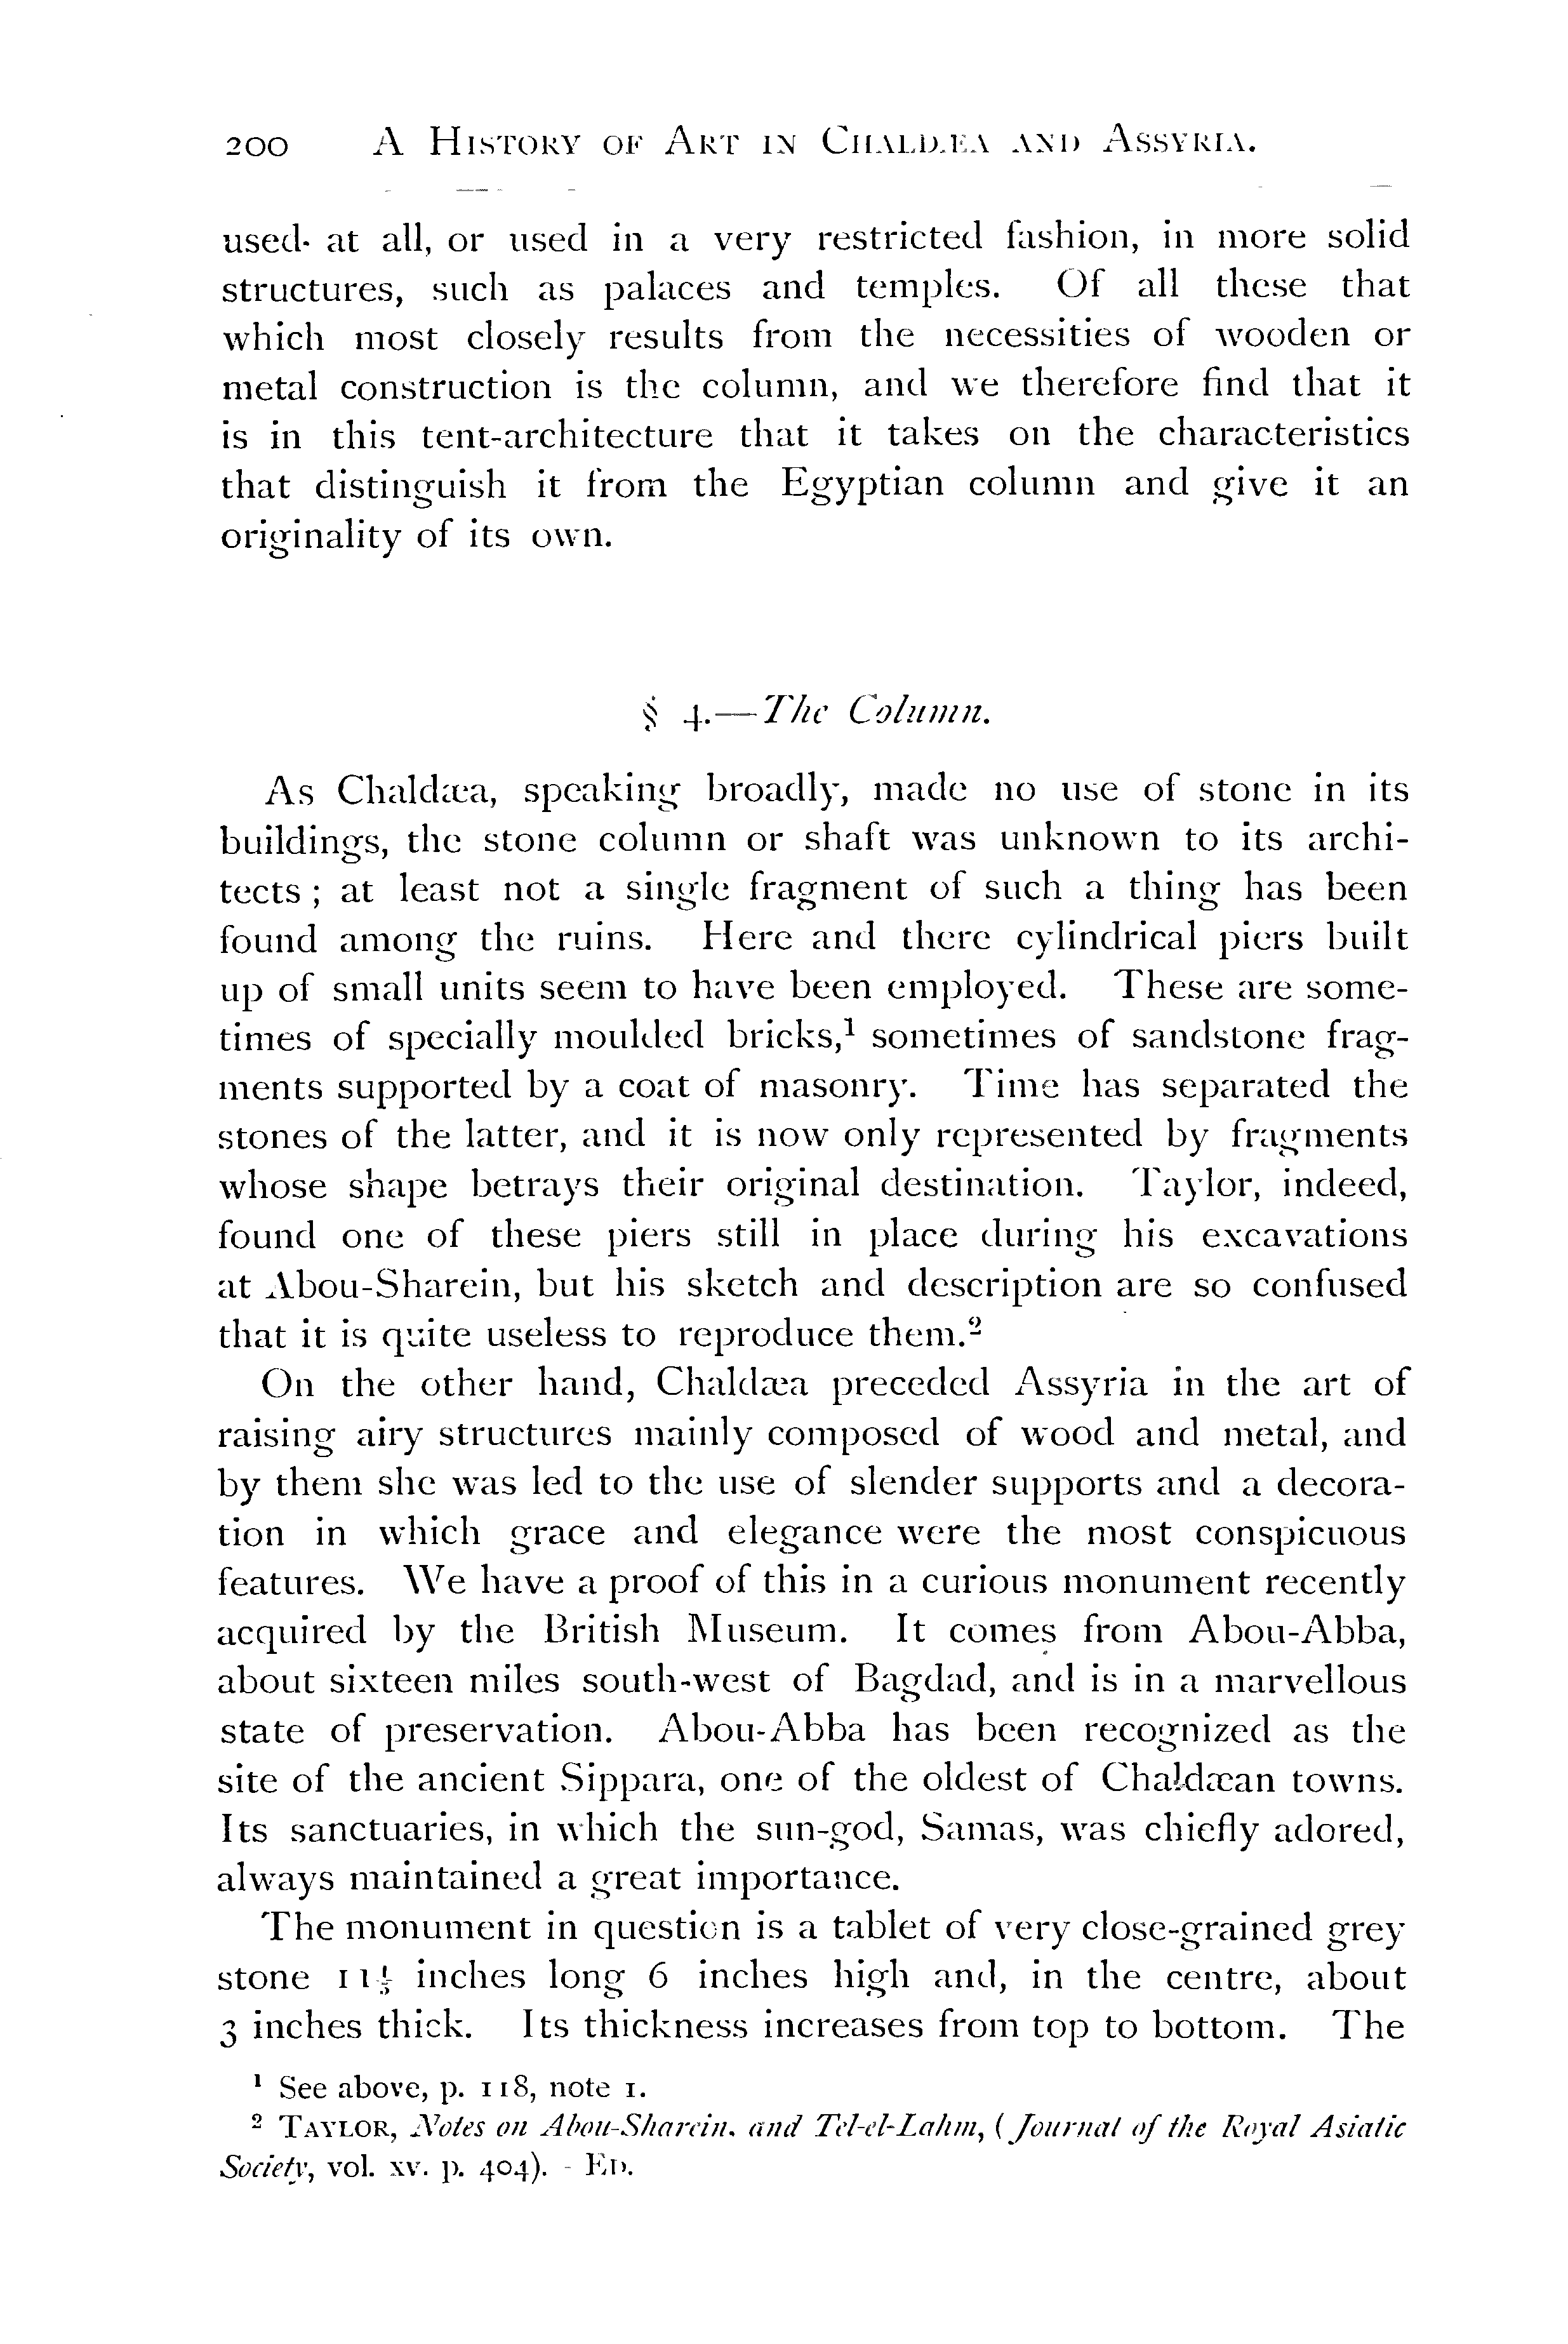 200 A History of Art in Chaldæa and Assyria.
used at all, or used in a very restricted fashion, in more solid
structures, such as palaces and temples. Of all these that
which most closely results from the necessities of wooden or
metal construction is the column, and we therefore find that it
is in this tent-architecture that it takes on the characteristics
that distinguish it from the Egyptian column and give it an
originality of its own.
§ 4.—The Column.
As Chaldæa, speaking broadly, made no use of stone in its
buildings, the stone column or shaft was unknown to its archi-
tects ; at least not a single fragment of such a thing has been
found among the ruins. Here and there cylindrical piers built
up of small units seem to have been employed. These are some-
times of specially moulded bricks,¹ sometimes of sandstone frag-
ments supported by a coat of masonry. Time has separated the
stones of the latter, and it is now only represented by fragments
whose shape betrays their original destination. Taylor, indeed,
found one of these piers still in place during his excavations
at Abou-Sharein, but his sketch and description are so confused
that it is quite useless to reproduce them.²
On the other hand, Chaldæa preceded Assyria in the art of
raising airy structures mainly composed of wood and metal, and
by them she was led to the use of slender supports and a decora-
tion in which grace and elegance were the most conspicuous
features. We have a proof of this in a curious monument recently
acquired by the British Museum. It comes from Abou-Abba,
about sixteen miles south-west of Bagdad, and is in a marvellous
state of preservation. Abou-Abba has been recognized as the
site of the ancient Sippara, one of the oldest of Chaldæan towns.
Its sanctuaries, in which the sun-god, Samas, was chiefly adored,
always maintained a great importance.
The monument in question is a tablet of very close-grained grey
stone inches long 6 inches high and, in the centre, about
3 inches thick. Its thickness increases from top to bottom. The
¹ See above, p. 118, note 1.
² Taylor, Notes on Abou-Sharein, and Tel-el-Lahm, (Journal of the Royal Asiatic
Society, vol. xv. p. 404). - Ed.